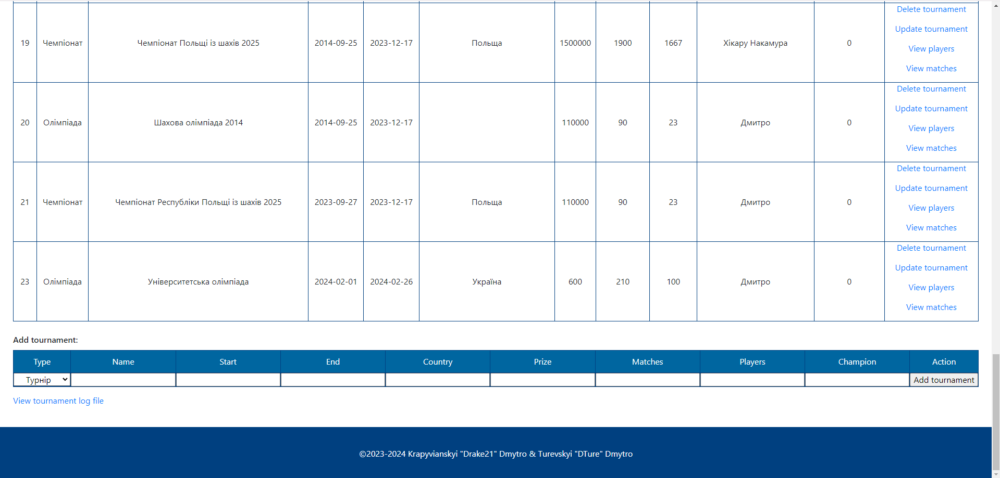 Delete tournament
Update tournament
19 Чемпіонат Чемпіонат Польщі із шахів 2025 2014-09-25 2023-12-17 Польща 1500000 1900 1667 Хікару Накамура 0
View players
View matches
Delete tournament
Update tournament
20 Олімпіада Шахова олімпіада 2014 2014-09-25 2023-12-17 110000 90 23 Дмитро 0
View players
View matches
Delete tournament
Update tournament
21 Чемпіонат Чемпіонат Республіки Польщі із шахів 2025 2023-09-27 2023-12-17 Польща 110000 90 23 Дмитро 0
View players
View matches
Delete tournament
Update tournament
23 Олімпіада Університетська олімпіада 2024-02-01 2024-02-26 Україна 600 210 100 Дмитро 0
View players
View matches
Add tournament:
Type Name Start End Country Prize Matches Players Champion Action
Турнір Add tournament
View tournament log file
©2023-2024 Krapyvianskyi "Drake21" Dmytro & Turevskyi "DTure" Dmytro